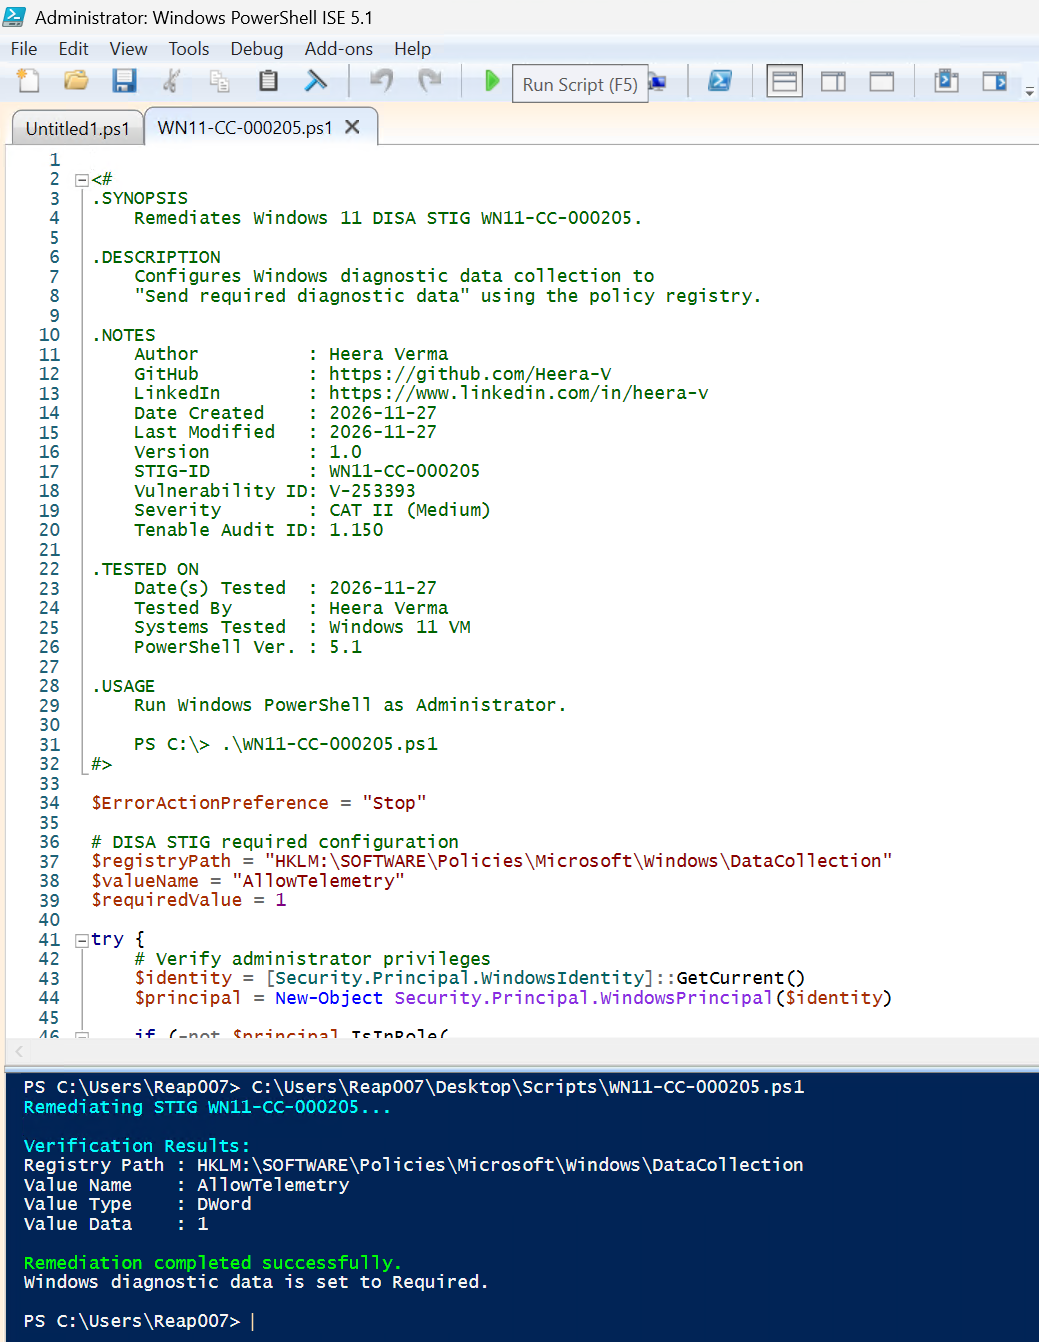 Administrator: Windows PowerShell ISE 5.1
File Edit View Tools Debug Add-ons Help
Run Script (F5)
Untitled1.ps1 WN11-CC-000205.ps1
1
2 <#
3 .SYNOPSIS
4     Remediates Windows 11 DISA STIG WN11-CC-000205.
5
6 .DESCRIPTION
7     Configures Windows diagnostic data collection to
8     "Send required diagnostic data" using the policy registry.
9
10 .NOTES
11     Author          : Heera Verma
12     GitHub          : https://github.com/Heera-V
13     LinkedIn        : https://www.linkedin.com/in/heera-v
14     Date Created    : 2026-11-27
15     Last Modified   : 2026-11-27
16     Version         : 1.0
17     STIG-ID         : WN11-CC-000205
18     Vulnerability ID: V-253393
19     Severity        : CAT II (Medium)
20     Tenable Audit ID: 1.150
21
22 .TESTED ON
23     Date(s) Tested  : 2026-11-27
24     Tested By       : Heera Verma
25     Systems Tested  : Windows 11 VM
26     PowerShell Ver. : 5.1
27
28 .USAGE
29     Run Windows PowerShell as Administrator.
30
31     PS C:\> .\WN11-CC-000205.ps1
32 #>
33
34 $ErrorActionPreference = "Stop"
35
36 # DISA STIG required configuration
37 $registryPath = "HKLM:\SOFTWARE\Policies\Microsoft\Windows\DataCollection"
38 $valueName = "AllowTelemetry"
39 $requiredValue = 1
40
41 try {
42     # Verify administrator privileges
43     $identity = [Security.Principal.WindowsIdentity]::GetCurrent()
44     $principal = New-Object Security.Principal.WindowsPrincipal($identity)
45
46     if (-not $principal.IsInRole(
PS C:\Users\Reap007> C:\Users\Reap007\Desktop\Scripts\WN11-CC-000205.ps1
Remediating STIG WN11-CC-000205...
Verification Results:
Registry Path : HKLM:\SOFTWARE\Policies\Microsoft\Windows\DataCollection
Value Name    : AllowTelemetry
Value Type    : DWord
Value Data    : 1
Remediation completed successfully.
Windows diagnostic data is set to Required.
PS C:\Users\Reap007>